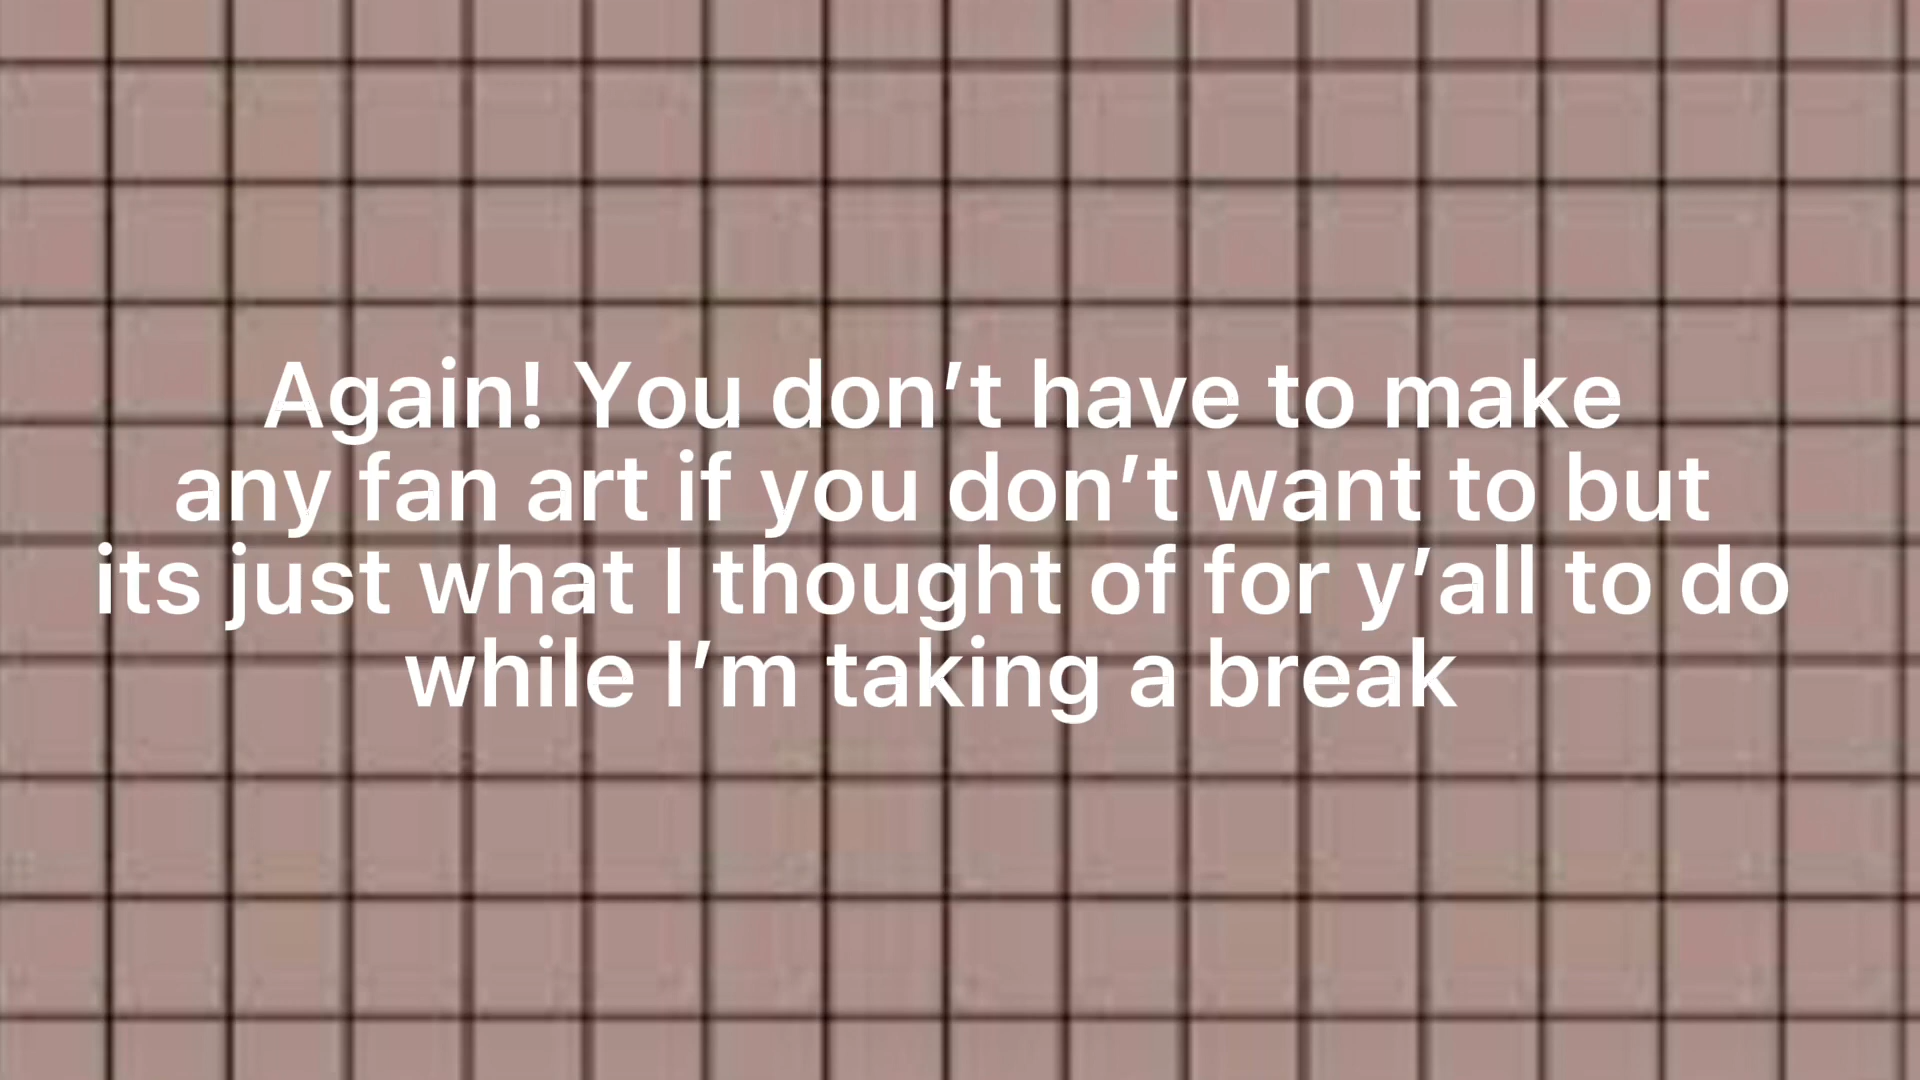 Again! You don’t have to make
any fan art if you don’t want to but
its just what I thought of for y’all to do
while I’m taking a break